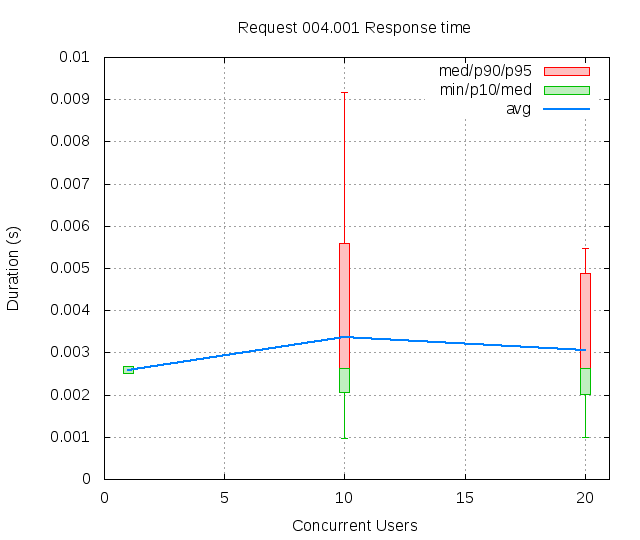 Request 004.001 Response time
0.01
0.009
0.008
0.007
0.006
0.005
0.004
0.003
0.002
0.001
0
Duration (s)
med/p90/p95
min/p10/med
avg
0 5 10 15 20
Concurrent Users